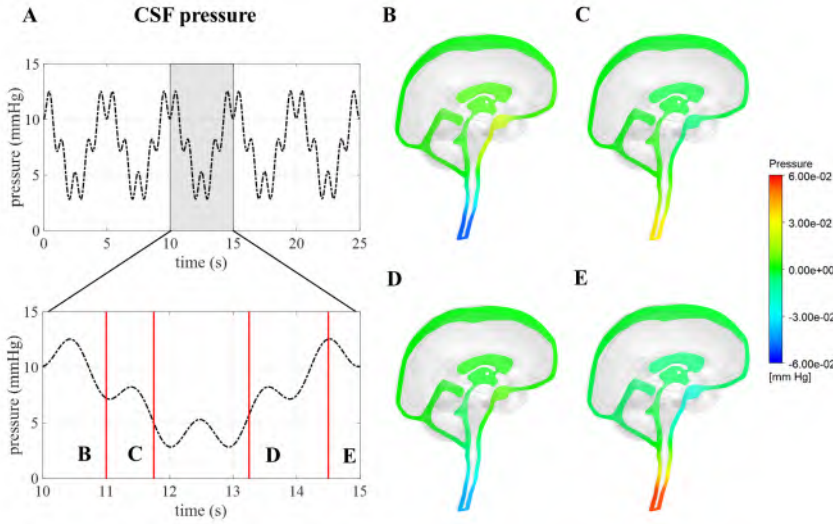 A
CSF pressure
pressure (mmHg)
15
10
5
0
0
5
10
15
20
25
time (s)
pressure (mmHg)
15
10
5
0
B
C
D
E
10
11
12
13
14
15
time (s)
B
C
D
E
Pressure
6.00e-02
3.00e-02
0.00e+00
-3.00e-02
-6.00e-02
[mm Hg]